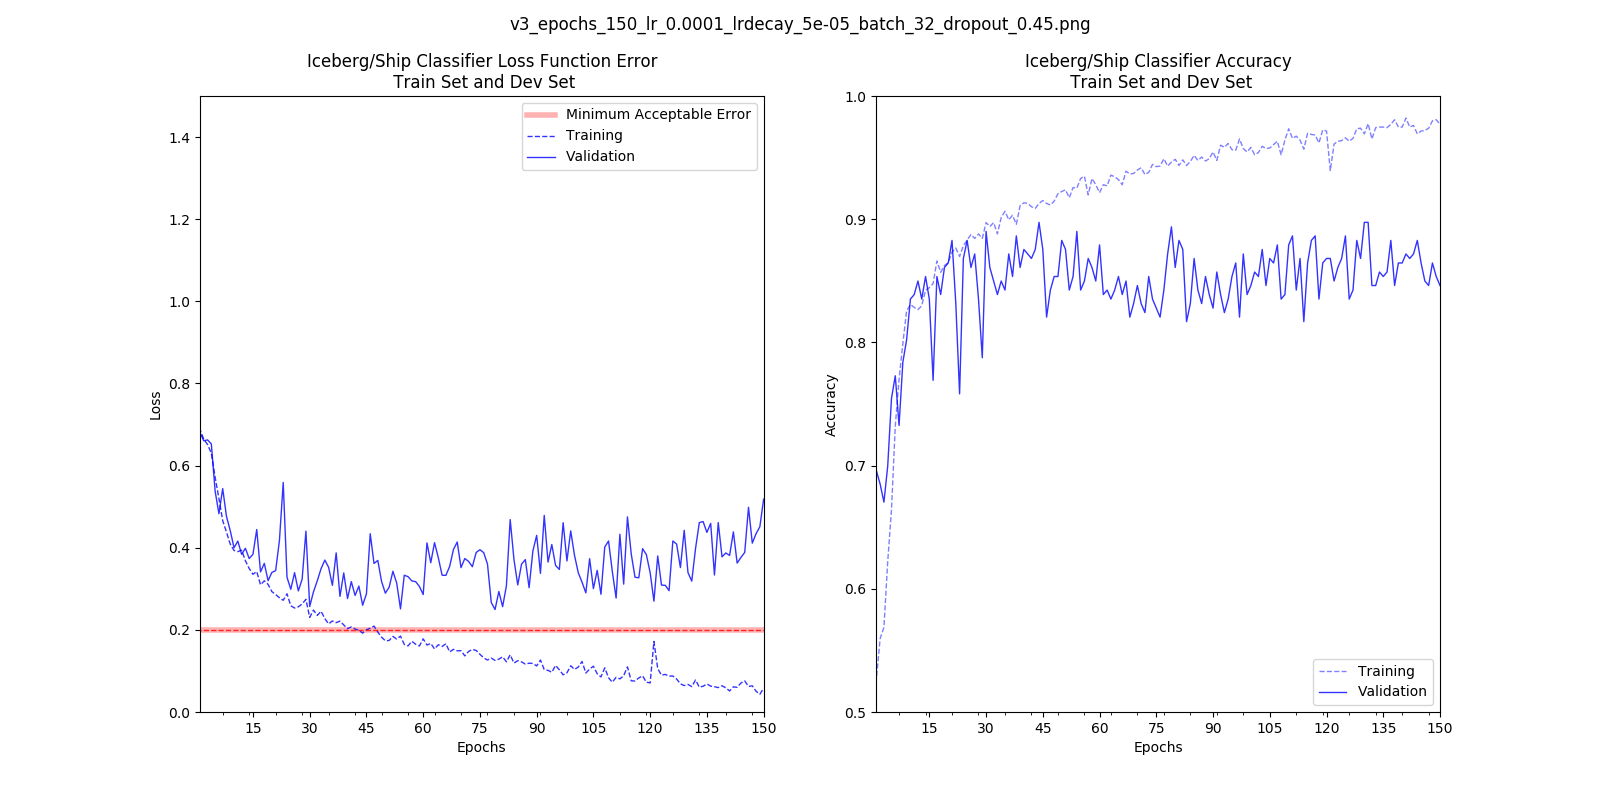 v3_epochs_150_lr_0.0001_lrdecay_5e-05_batch_32_dropout_0.45.png
Iceberg/Ship Classifier Loss Function Error
Train Set and Dev Set
Minimum Acceptable Error
Training
Validation
1.4
1.2
1.0
0.8
0.6
0.4
0.2
0.0
Loss
15 30 45 60 75 90 105 120 135 150
Epochs
Iceberg/Ship Classifier Accuracy
Train Set and Dev Set
1.0
0.9
0.8
0.7
0.6
0.5
Accuracy
Training
Validation
15 30 45 60 75 90 105 120 135 150
Epochs